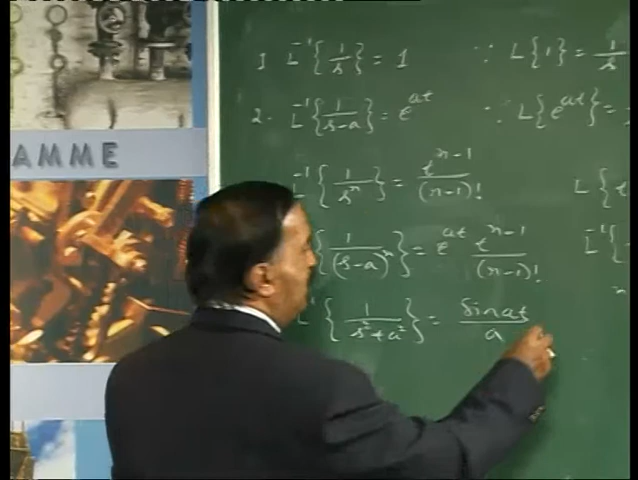 AMME
1 L⁻¹{1/s} = 1 ∵ L{1} = 1/s
2. L⁻¹{1/(s-a)} = e^{at} ∵ L{e^{at}} =
L⁻¹{1/s^n} = t^{n-1}/(n-1)! L{t
{1/(s-a)^n} = e^{at} t^{n-1}/(n-1)! L⁻¹{
L⁻¹{1/(s²+a²)} = sin at/a n